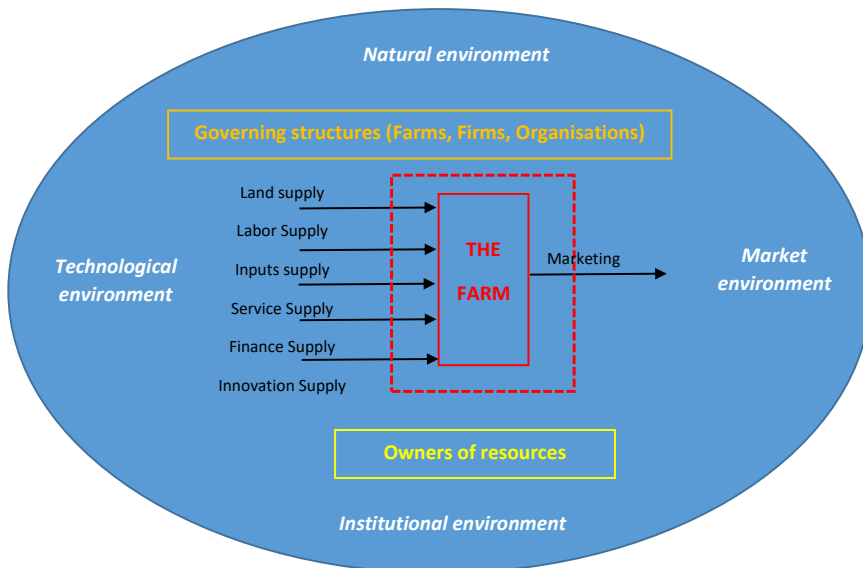 Natural environment
Governing structures (Farms, Firms, Organisations)
Land supply
Labor Supply
Inputs supply
Service Supply
Finance Supply
Innovation Supply
THE
FARM
Marketing
Technological
environment
Market
environment
Owners of resources
Institutional environment